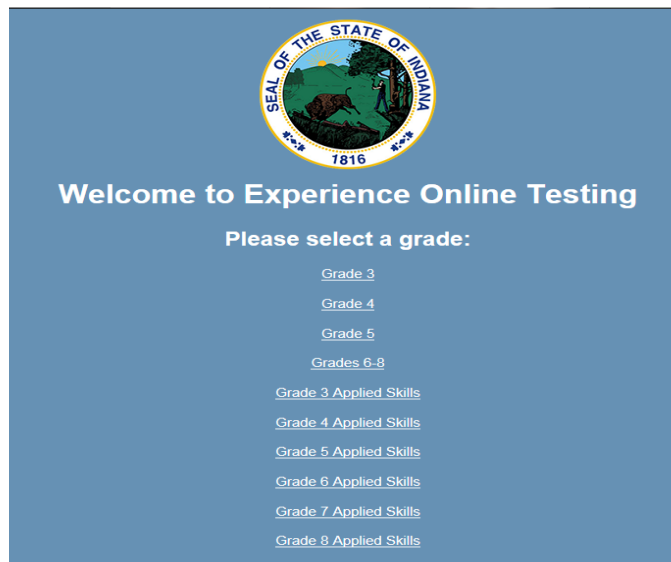 SEAL OF THE STATE OF INDIANA
1816
Welcome to Experience Online Testing
Please select a grade:
Grade 3
Grade 4
Grade 5
Grades 6-8
Grade 3 Applied Skills
Grade 4 Applied Skills
Grade 5 Applied Skills
Grade 6 Applied Skills
Grade 7 Applied Skills
Grade 8 Applied Skills